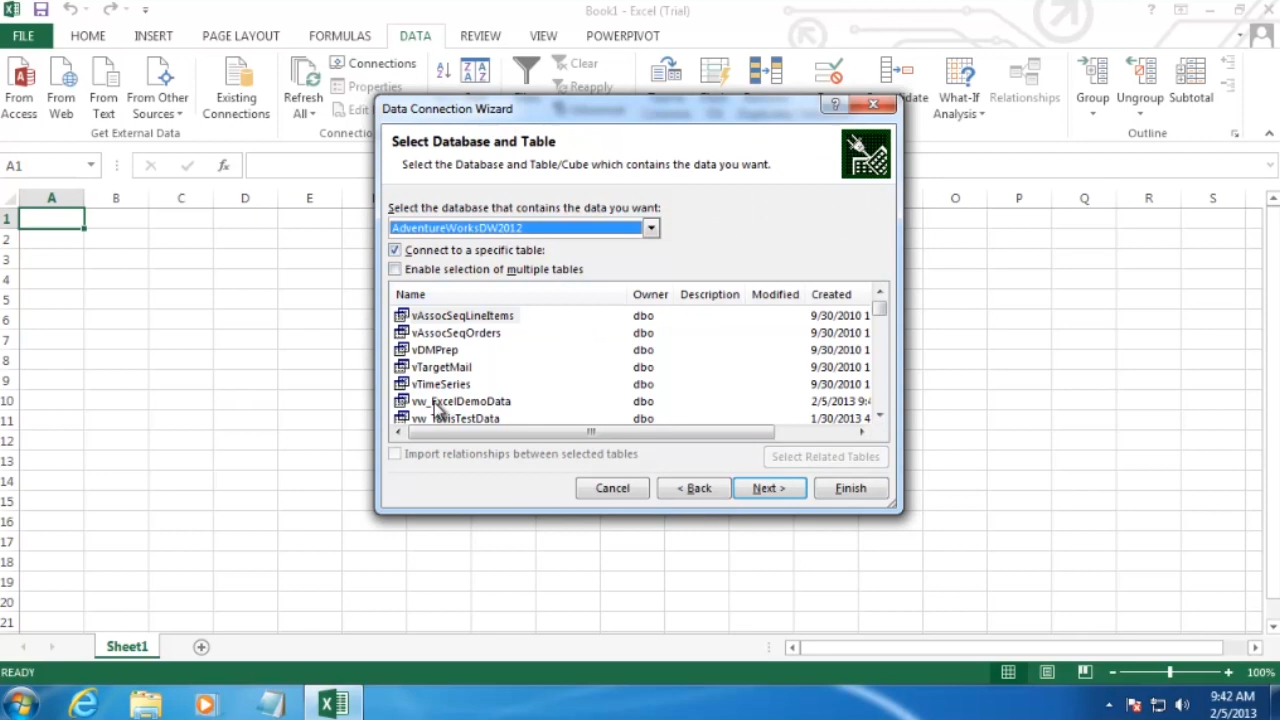 Book1 - Excel (Trial)
FILE HOME INSERT PAGE LAYOUT FORMULAS DATA REVIEW VIEW POWERPIVOT
Connections Clear
Properties Reapply
From Access From Web From Text From Other Sources Existing Connections Refresh All What-If Analysis Relationships Group Ungroup Subtotal
Get External Data Outline
A1 fx
A B C D E O P Q R S
1
2
3
4
5
6
7
8
9
10
11
12
13
14
15
16
17
18
19
20
21
Data Connection Wizard
Select Database and Table
Select the Database and Table/Cube which contains the data you want.
Select the database that contains the data you want:
AdventureWorksDW2012
Connect to a specific table:
Enable selection of multiple tables
Name Owner Description Modified Created
vAssocSeqLineItems dbo 9/30/2010 1
vAssocSeqOrders dbo 9/30/2010 1
vDMPrep dbo 9/30/2010 1
vTargetMail dbo 9/30/2010 1
vTimeSeries dbo 9/30/2010 1
vw_ExcelDemoData dbo 2/5/2013 9:4
dbo 1/30/2013 4
Import relationships between selected tables Select Related Tables
Cancel < Back Next > Finish
Sheet1
READY 100%
9:42 AM
2/5/2013